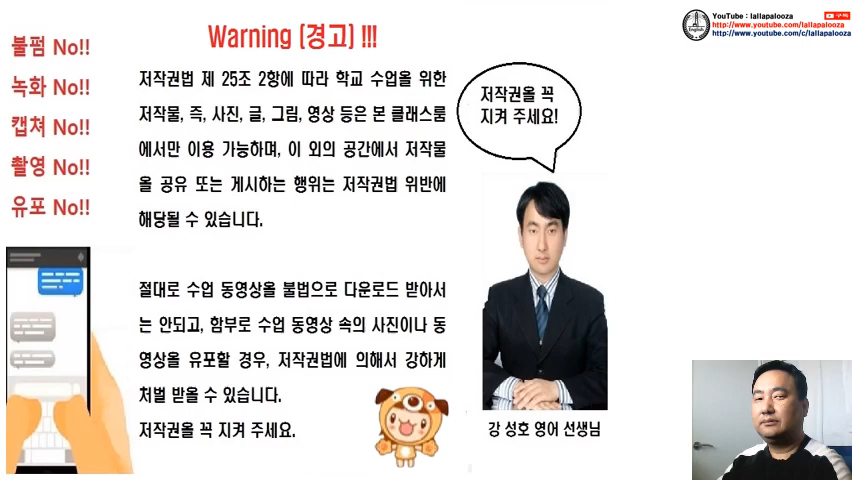 Warning (경고) !!!
불펌 No!!
녹화 No!!
캡쳐 No!!
촬영 No!!
유포 No!!
저작권법 제 25조 2항에 따라 학교 수업을 위한
저작물, 즉, 사진, 글, 그림, 영상 등은 본 클래스룸
에서만 이용 가능하며, 이 외의 공간에서 저작물
을 공유 또는 게시하는 행위는 저작권법 위반에
해당될 수 있습니다.
절대로 수업 동영상을 불법으로 다운로드 받아서
는 안되고, 함부로 수업 동영상 속의 사진이나 동
영상을 유포할 경우, 저작권법에 의해서 강하게
처벌 받을 수 있습니다.
저작권을 꼭 지켜 주세요.
저작권을 꼭
지켜 주세요!
강 성호 영어 선생님
YouTube : lallapalooza
구독
http://www.youtube.com/lallapalooza
http://www.youtube.com/c/lallapalooza
English